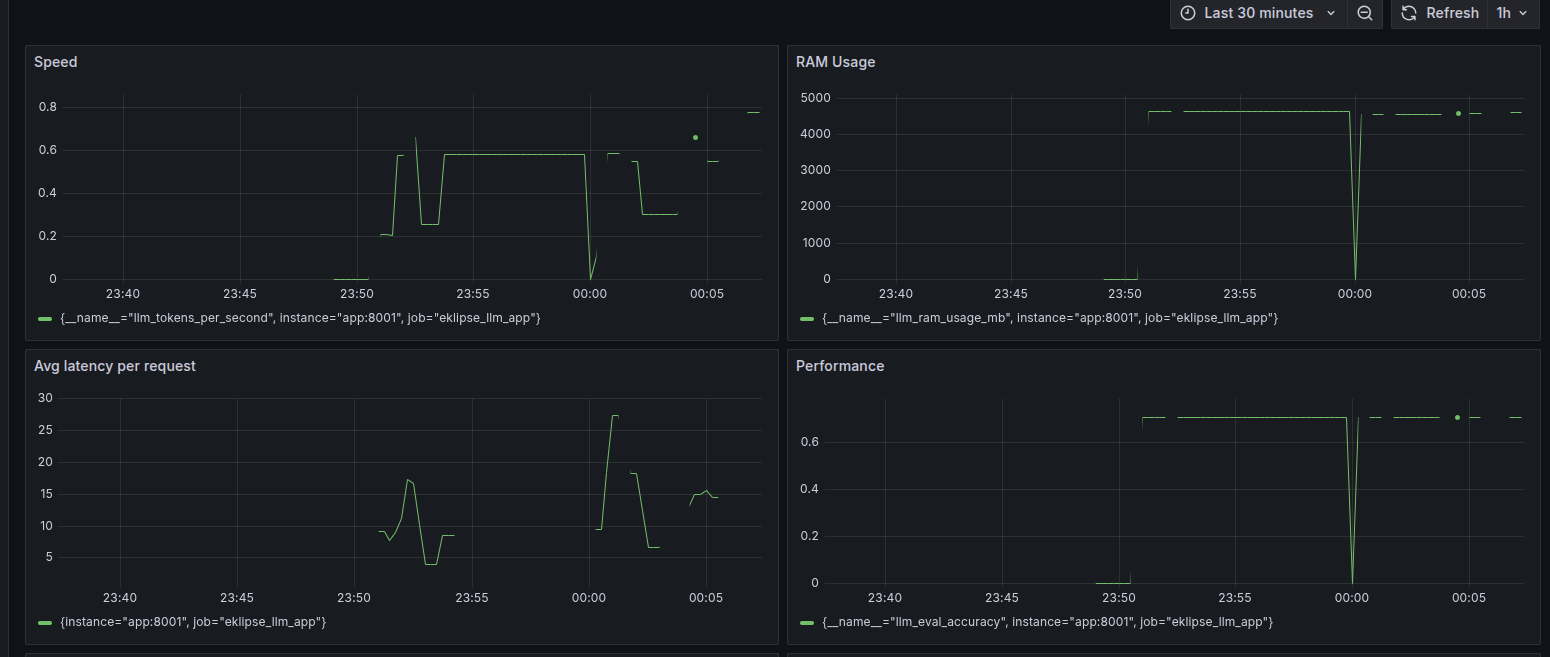 Last 30 minutes
Refresh
1h
Speed
0.8
0.6
0.4
0.2
0
23:40 23:45 23:50 23:55 00:00 00:05
{__name__="llm_tokens_per_second", instance="app:8001", job="eklipse_llm_app"}
RAM Usage
5000
4000
3000
2000
1000
0
23:40 23:45 23:50 23:55 00:00 00:05
{__name__="llm_ram_usage_mb", instance="app:8001", job="eklipse_llm_app"}
Avg latency per request
30
25
20
15
10
5
23:40 23:45 23:50 23:55 00:00 00:05
{instance="app:8001", job="eklipse_llm_app"}
Performance
0.6
0.4
0.2
0
23:40 23:45 23:50 23:55 00:00 00:05
{__name__="llm_eval_accuracy", instance="app:8001", job="eklipse_llm_app"}